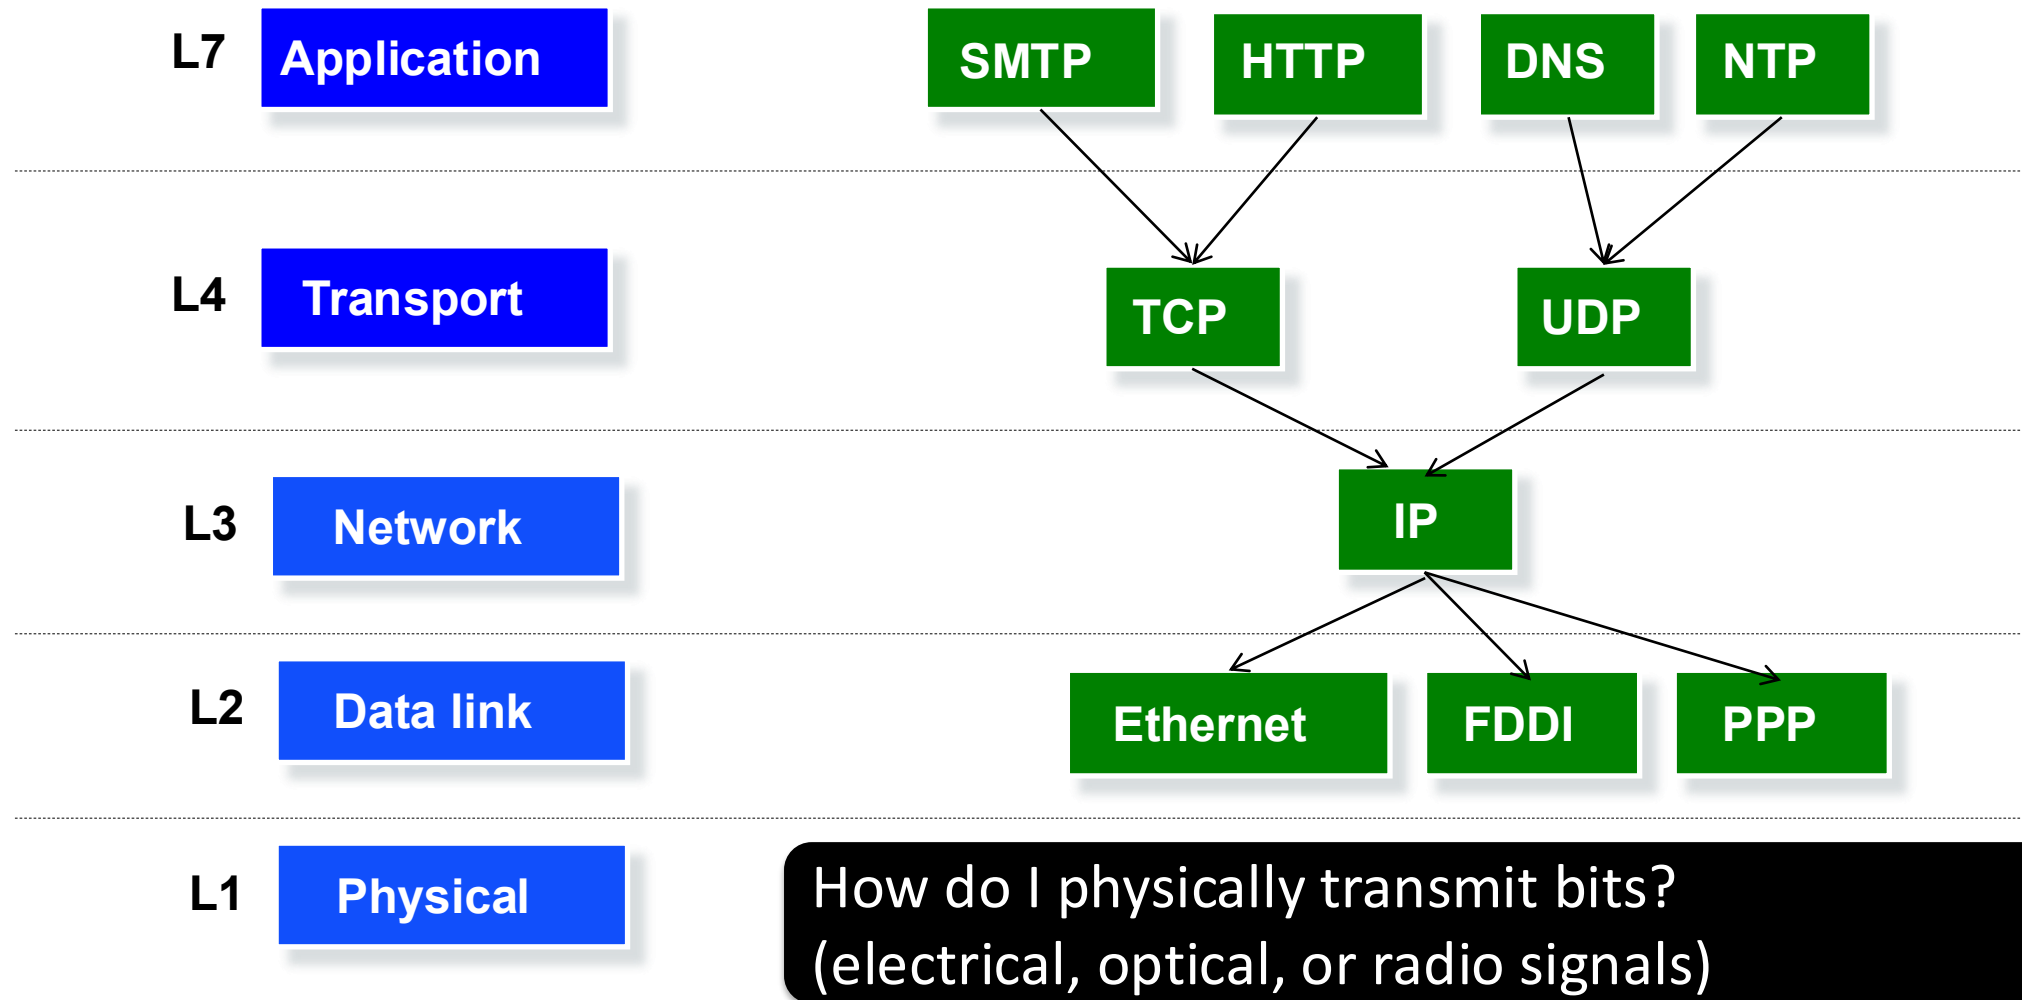 L7 Application SMTP HTTP DNS NTP
L4 Transport TCP UDP
L3 Network IP
L2 Data link Ethernet FDDI PPP
L1 Physical
How do I physically transmit bits?
(electrical, optical, or radio signals)